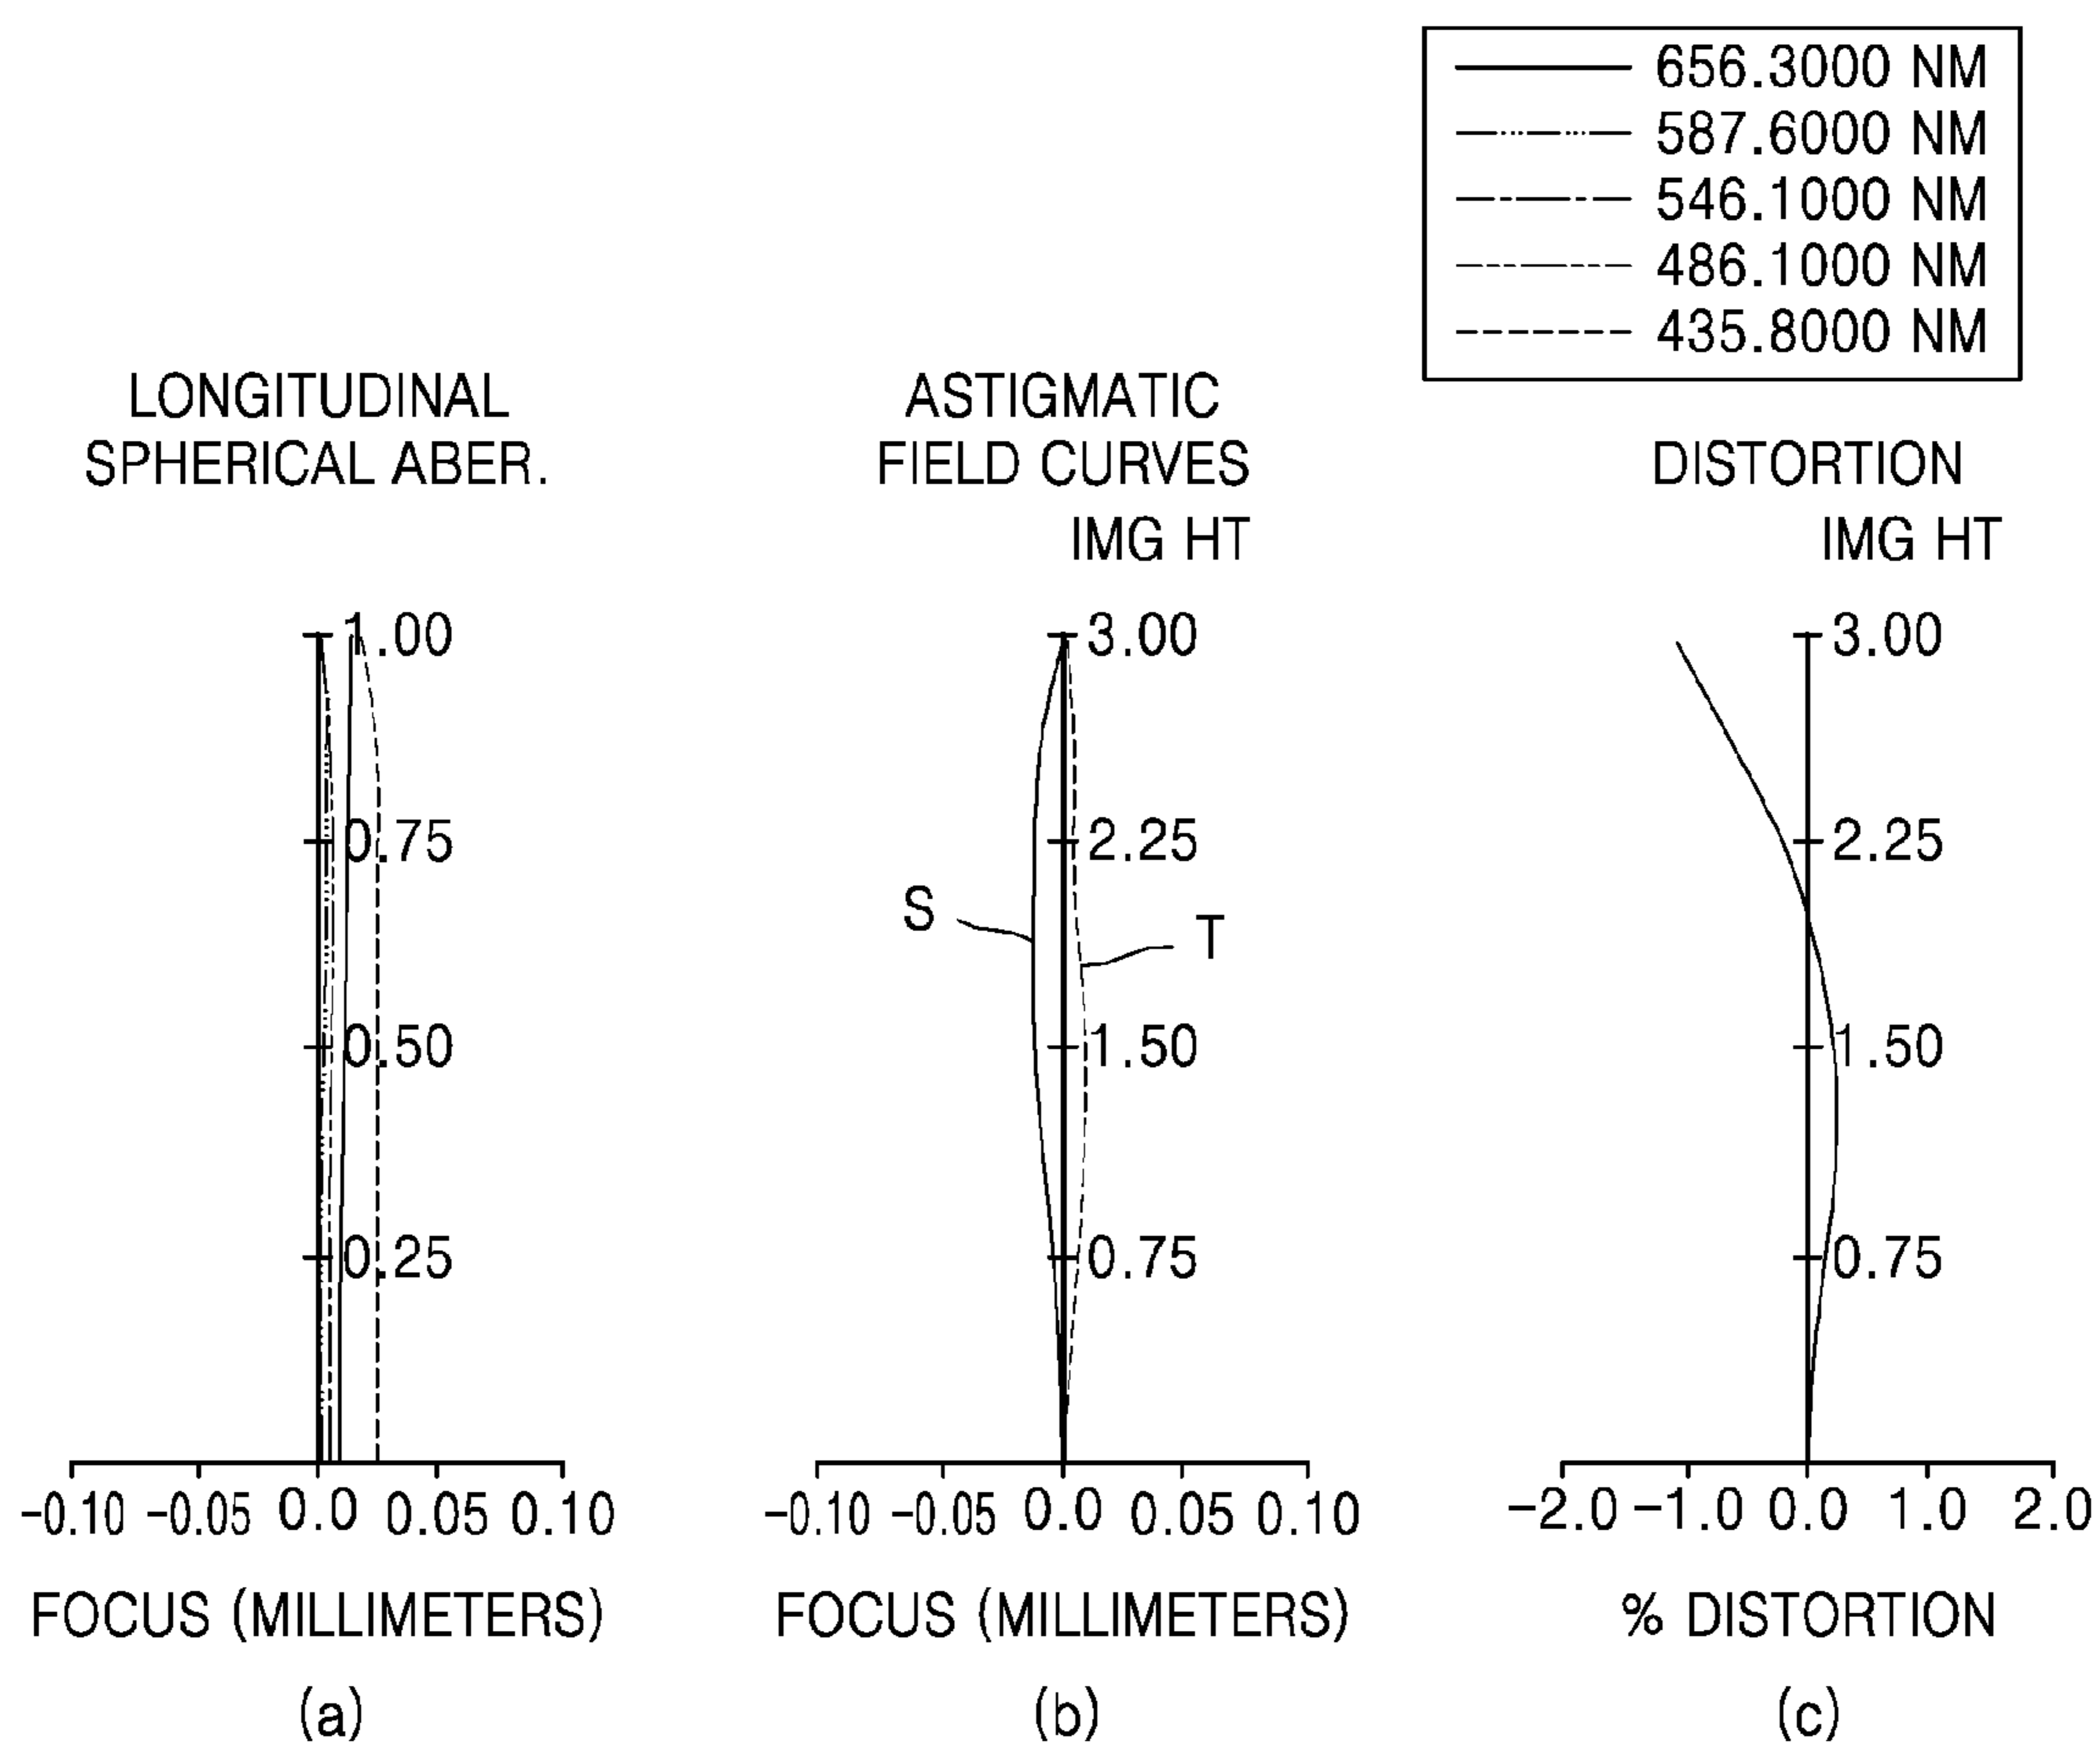 656.3000 NM
587.6000 NM
546.1000 NM
486.1000 NM
435.8000 NM
LONGITUDINAL
SPHERICAL ABER.
1.00
0.75
0.50
0.25
-0.10 -0.05 0.0 0.05 0.10
FOCUS (MILLIMETERS)
(a)
ASTIGMATIC
FIELD CURVES
IMG HT
3.00
2.25
S
T
1.50
0.75
-0.10 -0.05 0.0 0.05 0.10
FOCUS (MILLIMETERS)
(b)
DISTORTION
IMG HT
3.00
2.25
1.50
0.75
-2.0 -1.0 0.0 1.0 2.0
% DISTORTION
(c)